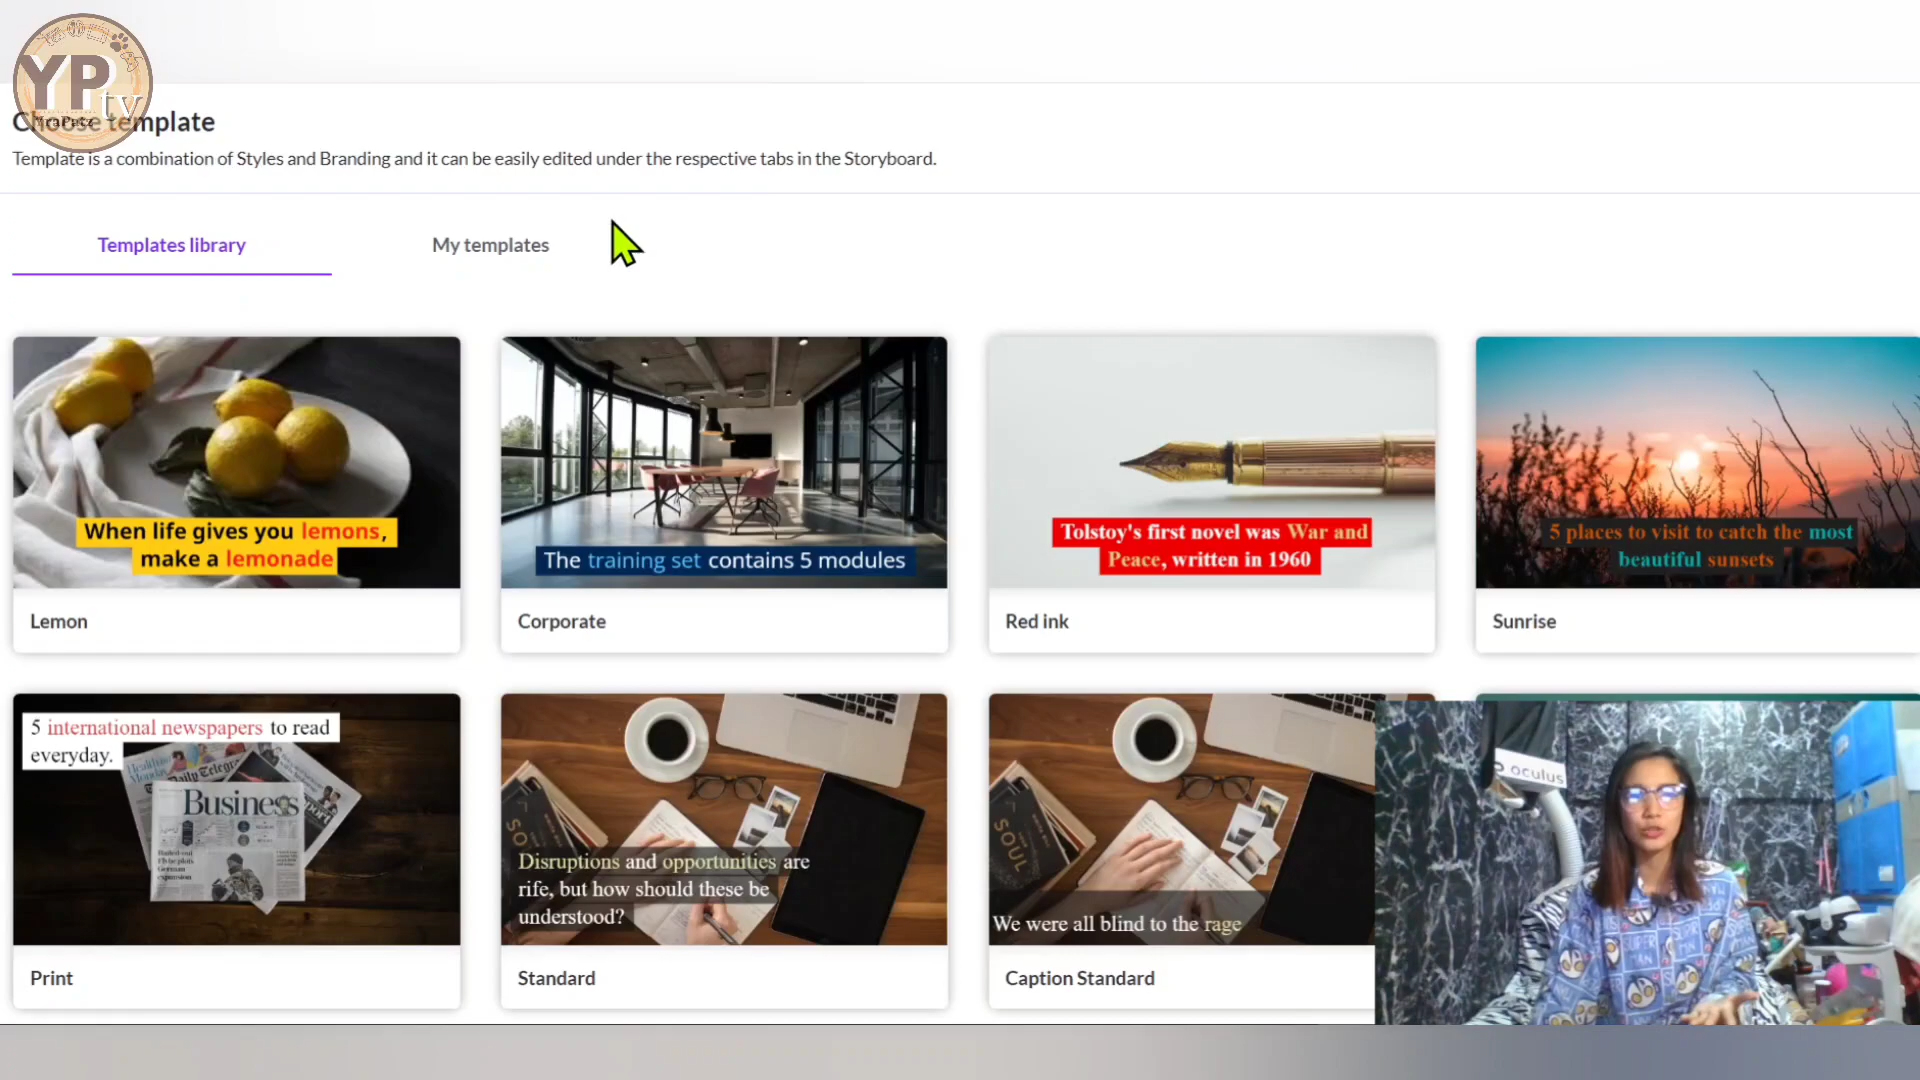 YP
tv
YraPatz
Choose template
Template is a combination of Styles and Branding and it can be easily edited under the respective tabs in the Storyboard.
Templates library
My templates
When life gives you lemons,
make a lemonade
The training set contains 5 modules
Tolstoy's first novel was War and
Peace, written in 1960
5 places to visit to catch the most
beautiful sunsets
Lemon
Corporate
Red ink
Sunrise
5 international newspapers to read
everyday.
Business
SOUL
Disruptions and opportunities are
rife, but how should these be
understood?
SOUL
We were all blind to the rage
oculus
Print
Standard
Caption Standard